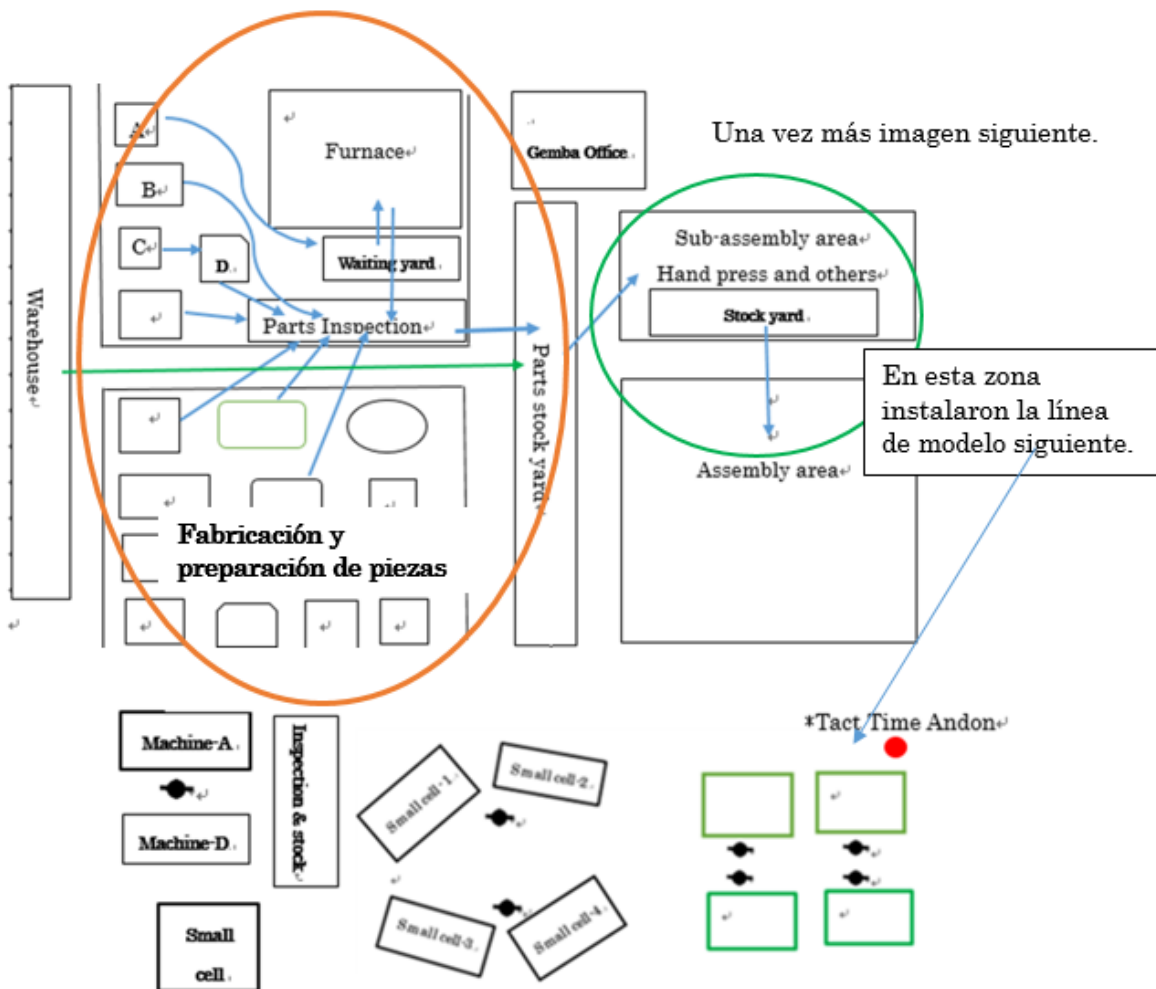 A
B
C
D
Furnace
Waiting yard
Parts Inspection
Warehouse
Gemba Office
Una vez más imagen siguiente.
Sub-assembly area
Hand press and others
Stock yard
Parts stock yard
En esta zona
instalaron la línea
de modelo siguiente.
Assembly area
Fabricación y
preparación de piezas
*Tact Time Andon
Machine-A
Machine-D
Inspection & stock
Small
cell
Small cell-1
Small cell-2
Small cell-3
Small cell-4